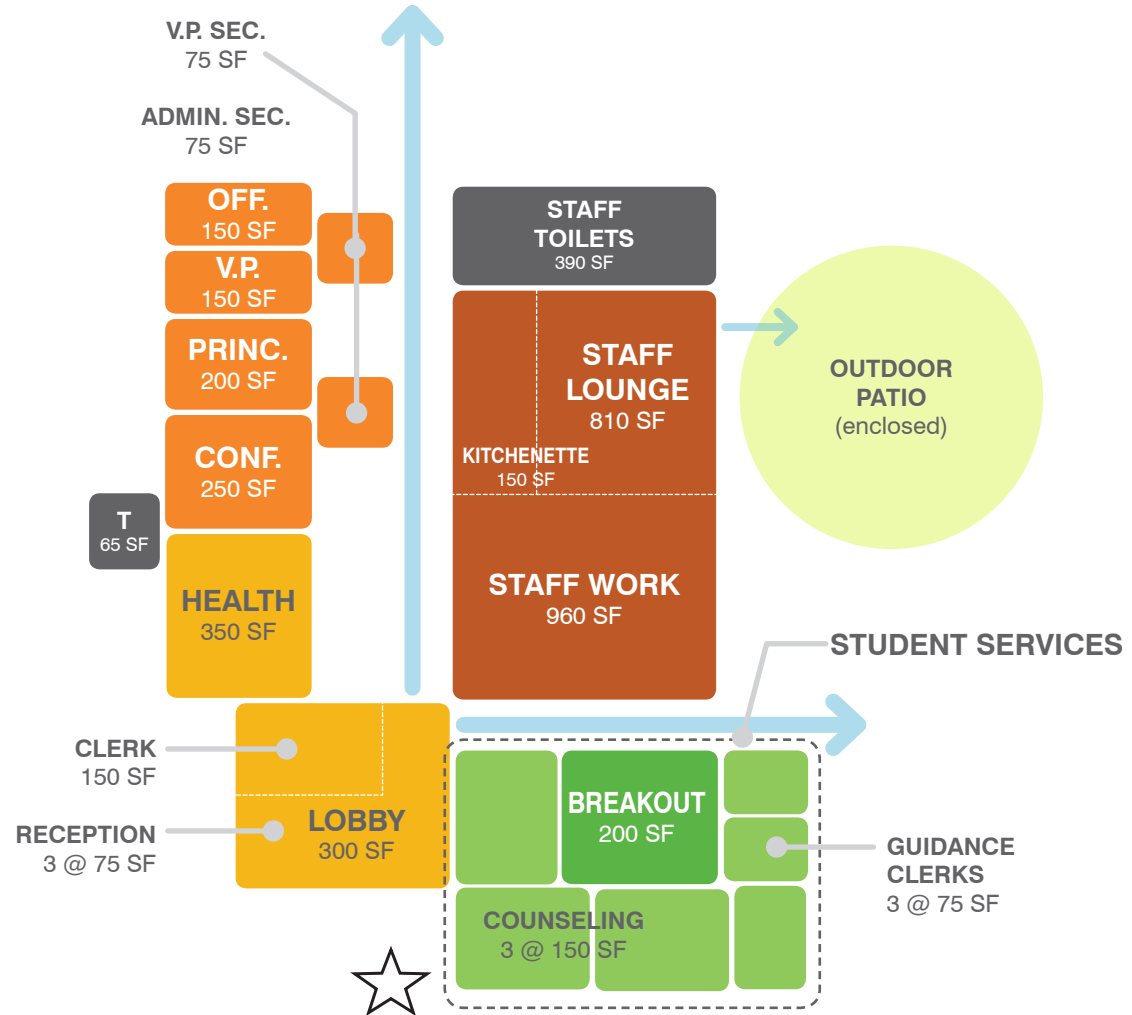 V.P. SEC.
75 SF
ADMIN. SEC.
75 SF
OFF.
150 SF
V.P.
150 SF
PRINC.
200 SF
CONF.
250 SF
T
65 SF
HEALTH
350 SF
STAFF
TOILETS
390 SF
STAFF
LOUNGE
810 SF
KITCHENETTE
150 SF
STAFF WORK
960 SF
OUTDOOR
PATIO
(enclosed)
STUDENT SERVICES
CLERK
150 SF
RECEPTION
3 @ 75 SF
LOBBY
300 SF
BREAKOUT
200 SF
GUIDANCE
CLERKS
3 @ 75 SF
COUNSELING
3 @ 150 SF